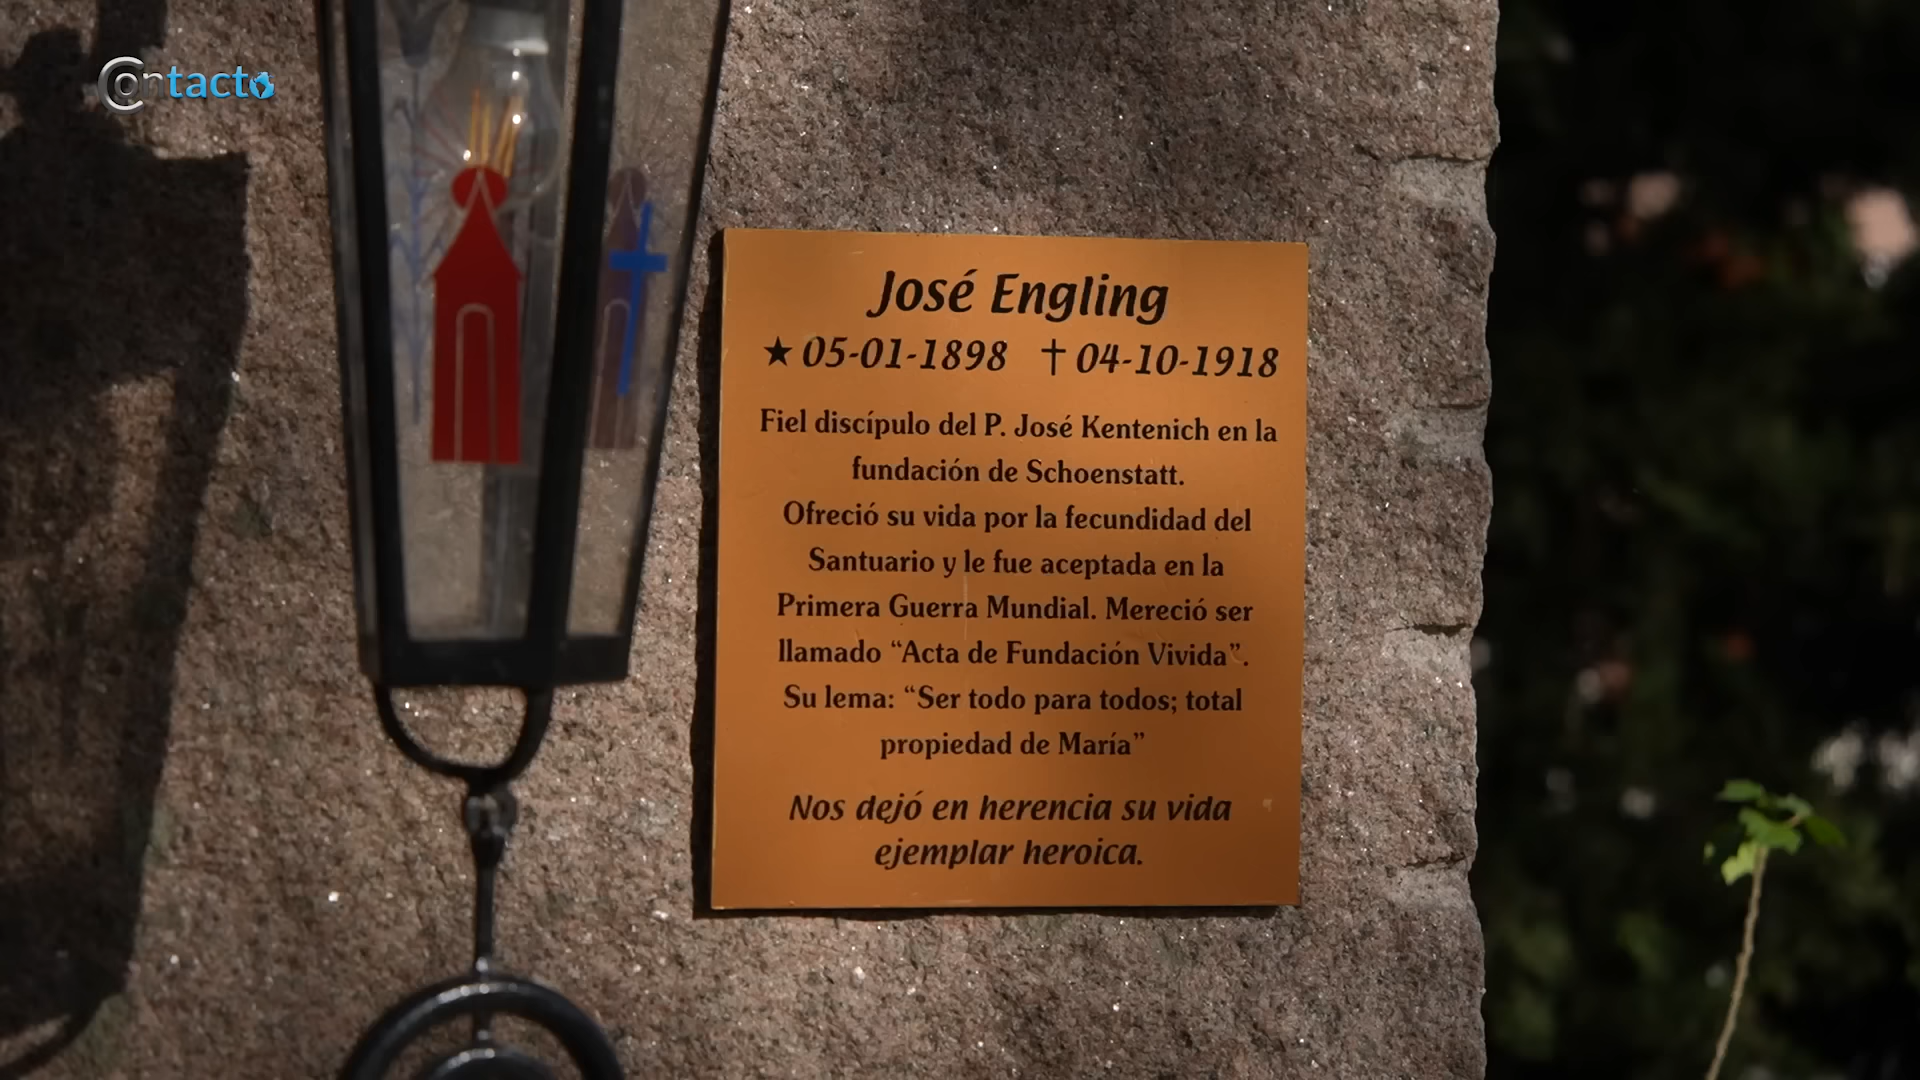 Contacto
José Engling
★ 05-01-1898 † 04-10-1918
Fiel discípulo del P. José Kentenich en la
fundación de Schoenstatt.
Ofreció su vida por la fecundidad del
Santuario y le fue aceptada en la
Primera Guerra Mundial. Mereció ser
llamado “Acta de Fundación Vivida”.
Su lema: “Ser todo para todos; total
propiedad de María”
Nos dejó en herencia su vida
ejemplar heroica.